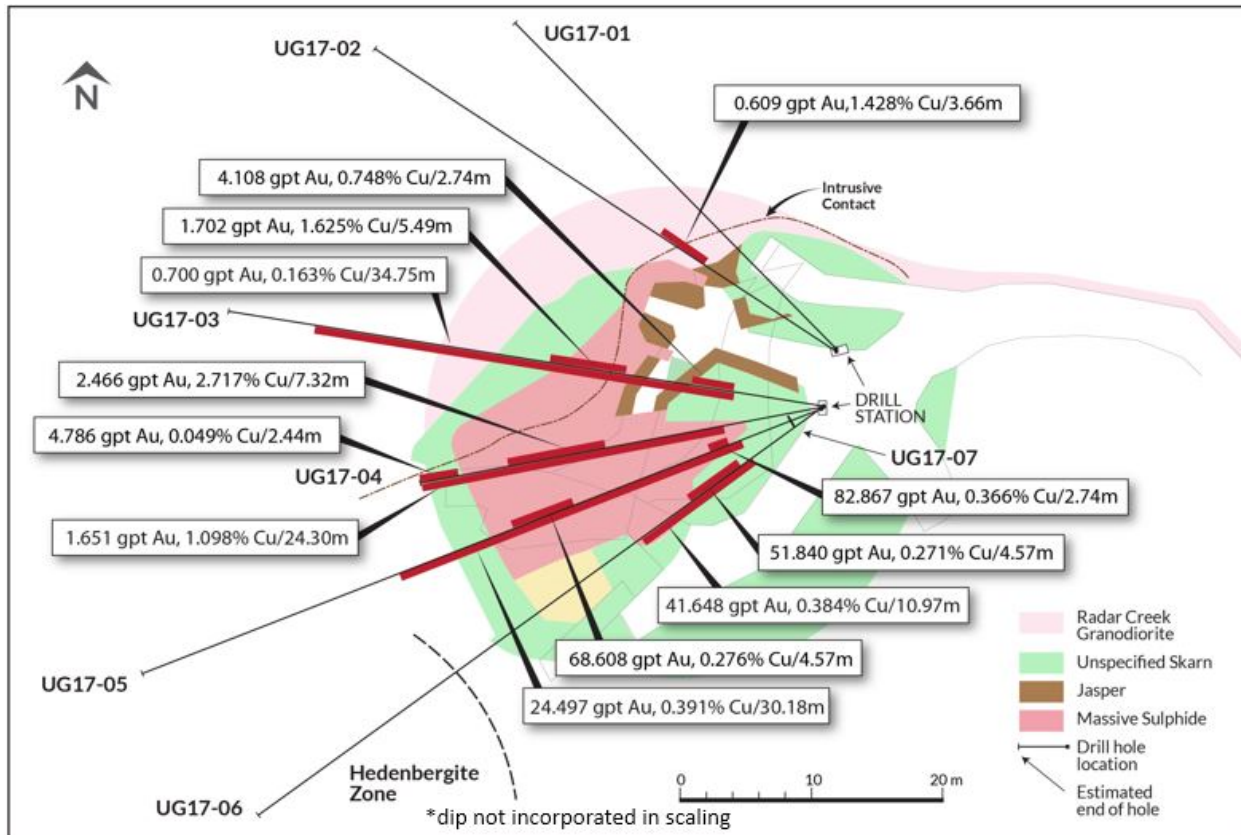 UG17-01
UG17-02
N
0.609 gpt Au,1.428% Cu/3.66m
4.108 gpt Au, 0.748% Cu/2.74m
Intrusive
Contact
1.702 gpt Au, 1.625% Cu/5.49m
0.700 gpt Au, 0.163% Cu/34.75m
UG17-03
2.466 gpt Au, 2.717% Cu/7.32m
DRILL
STATION
4.786 gpt Au, 0.049% Cu/2.44m
UG17-04
UG17-07
82.867 gpt Au, 0.366% Cu/2.74m
1.651 gpt Au, 1.098% Cu/24.30m
51.840 gpt Au, 0.271% Cu/4.57m
41.648 gpt Au, 0.384% Cu/10.97m
68.608 gpt Au, 0.276% Cu/4.57m
UG17-05
24.497 gpt Au, 0.391% Cu/30.18m
Radar Creek
Granodiorite
Unspecified Skarn
Jasper
Massive Sulphide
Drill hole
location
Estimated
end of hole
Hedenbergite
Zone
0 10 20 m
UG17-06
*dip not incorporated in scaling